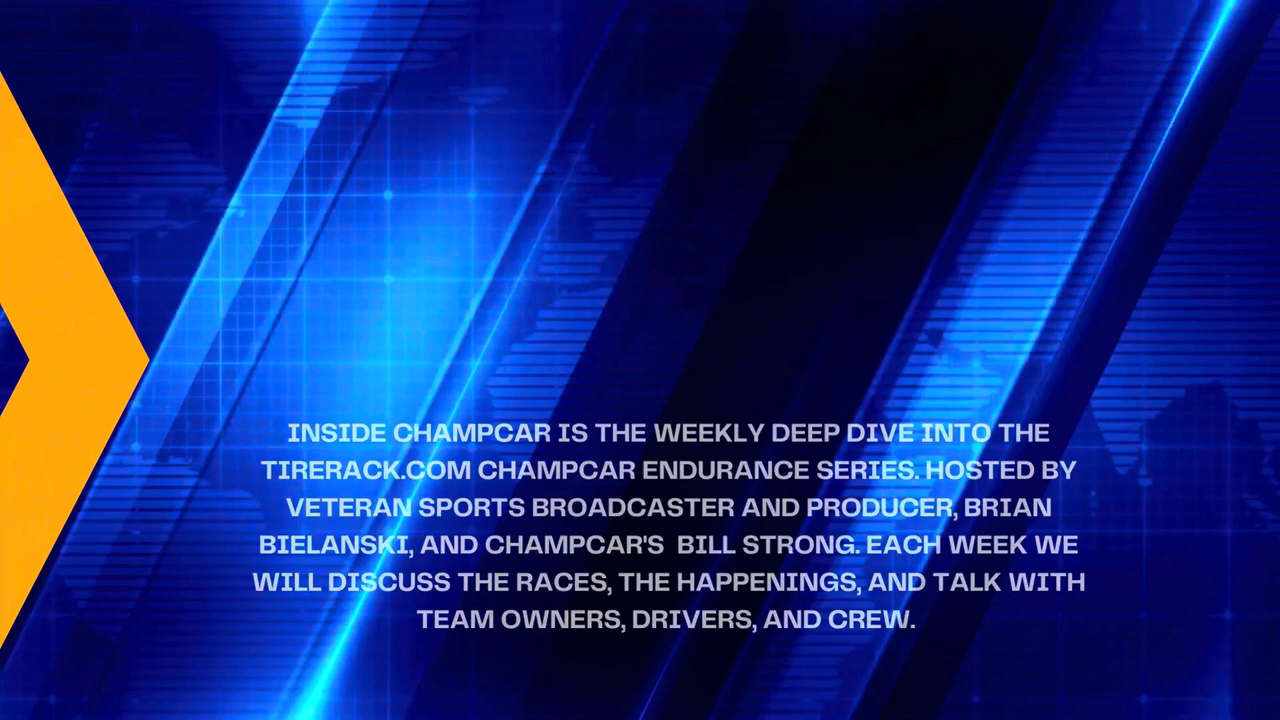 INSIDE CHAMPCAR IS THE WEEKLY DEEP DIVE INTO THE
TIRERACK.COM CHAMPCAR ENDURANCE SERIES. HOSTED BY
VETERAN SPORTS BROADCASTER AND PRODUCER, BRIAN
BIELANSKI, AND CHAMPCAR'S  BILL STRONG. EACH WEEK WE
WILL DISCUSS THE RACES, THE HAPPENINGS, AND TALK WITH
TEAM OWNERS, DRIVERS, AND CREW.